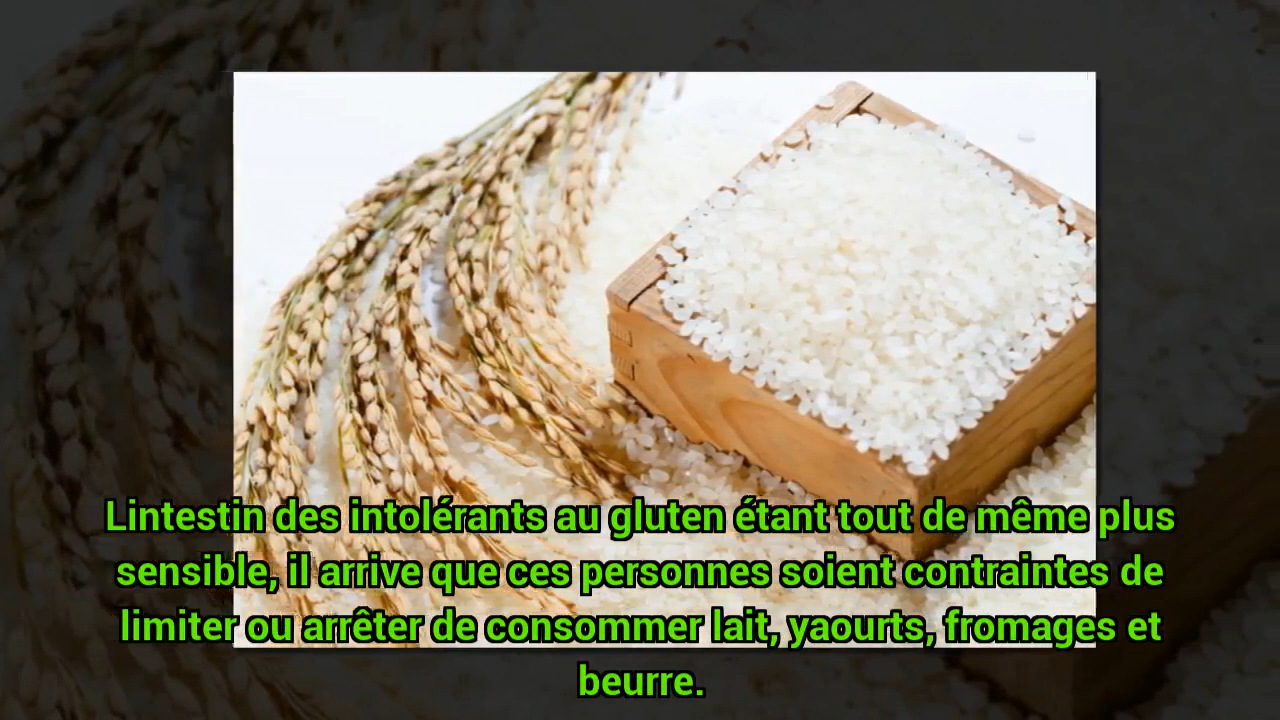 Lintestin des intolérants au gluten étant tout de même plus
sensible, il arrive que ces personnes soient contraintes de
limiter ou arrêter de consommer lait, yaourts, fromages et
beurre.